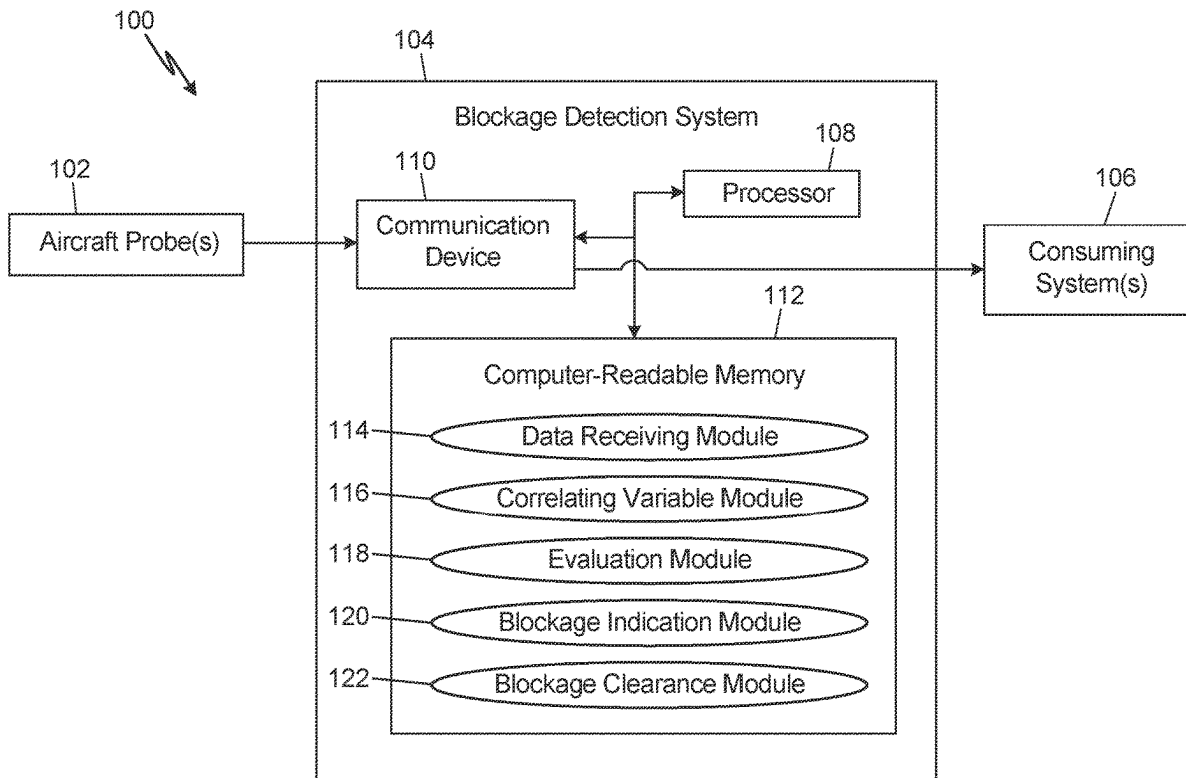 100
104
Blockage Detection System
102
110
108
106
Aircraft Probe(s)
Communication
Device
Processor
Consuming
System(s)
112
Computer-Readable Memory
114
Data Receiving Module
116
Correlating Variable Module
118
Evaluation Module
120
Blockage Indication Module
122
Blockage Clearance Module